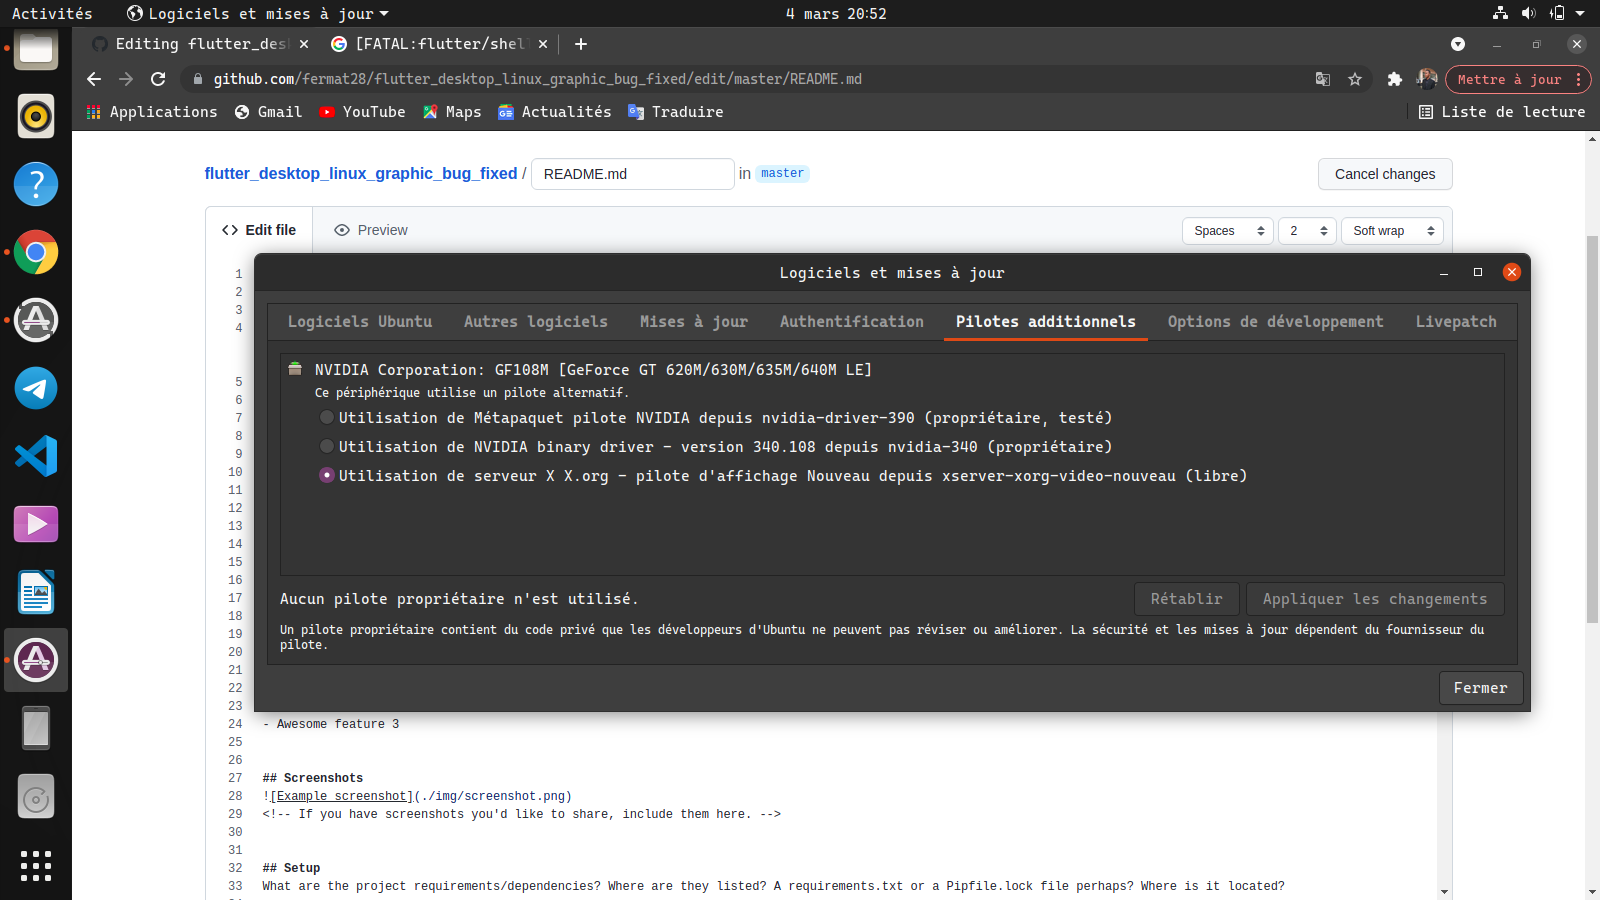 Activités
Logiciels et mises à jour
4 mars 20:52
Editing flutter_des
[FATAL:flutter/shel
github.com/fermat28/flutter_desktop_linux_graphic_bug_fixed/edit/master/README.md
Mettre à jour
Applications
Gmail
YouTube
Maps
Actualités
Traduire
Liste de lecture
flutter_desktop_linux_graphic_bug_fixed / README.md in master
Cancel changes
Edit file
Preview
Spaces
2
Soft wrap
Logiciels et mises à jour
Logiciels Ubuntu
Autres logiciels
Mises à jour
Authentification
Pilotes additionnels
Options de développement
Livepatch
NVIDIA Corporation: GF108M [GeForce GT 620M/630M/635M/640M LE]
Ce périphérique utilise un pilote alternatif.
Utilisation de Métapaquet pilote NVIDIA depuis nvidia-driver-390 (propriétaire, testé)
Utilisation de NVIDIA binary driver - version 340.108 depuis nvidia-340 (propriétaire)
Utilisation de serveur X X.org - pilote d'affichage Nouveau depuis xserver-xorg-video-nouveau (libre)
Aucun pilote propriétaire n'est utilisé.
Rétablir
Appliquer les changements
Un pilote propriétaire contient du code privé que les développeurs d'Ubuntu ne peuvent pas réviser ou améliorer. La sécurité et les mises à jour dépendent du fournisseur du
pilote.
Fermer
1
2
3
4
5
6
7
8
9
10
11
12
13
14
15
16
17
18
19
20
21
22
23
24 - Awesome feature 3
25
26
27 ## Screenshots
28 ![Example screenshot](./img/screenshot.png)
29 <!-- If you have screenshots you'd like to share, include them here. -->
30
31
32 ## Setup
33 What are the project requirements/dependencies? Where are they listed? A requirements.txt or a Pipfile.lock file perhaps? Where is it located?